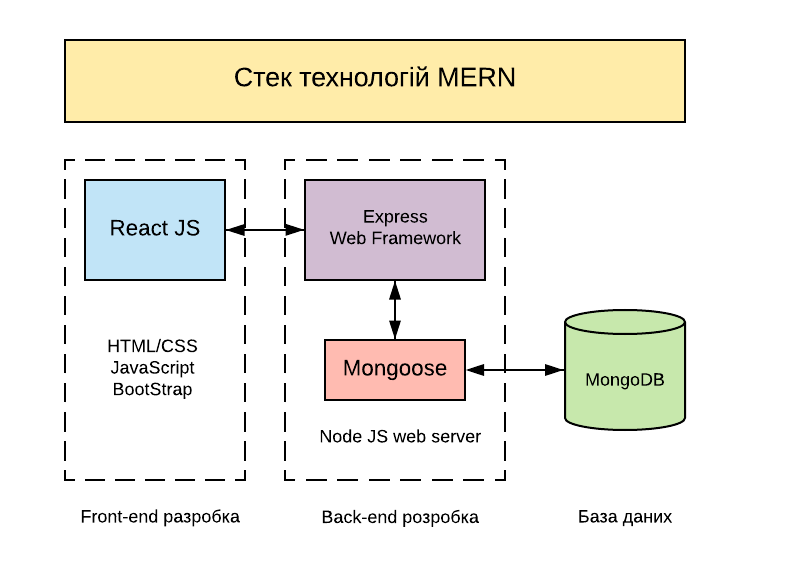 Стек технологій MERN
React JS
Express
Web Framework
HTML/CSS
JavaScript
BootStrap
Mongoose
MongoDB
Node JS web server
Front-end разробка
Back-end розробка
База даних